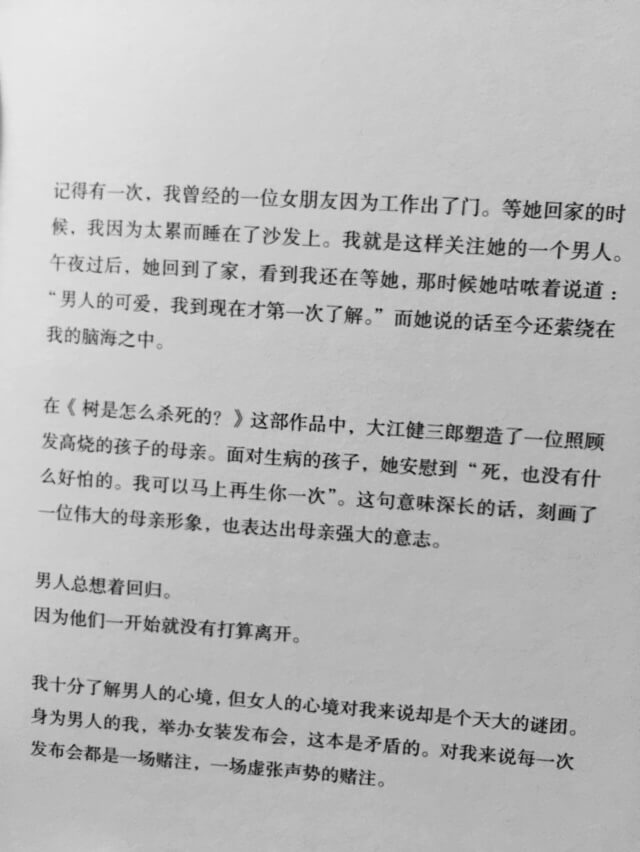 记得有一次，我曾经的一位女朋友因为工作出了门。等她回家的时
候，我因为太累而睡在了沙发上。我就是这样关注她的一个男人。
午夜过后，她回到了家，看到我还在等她，那时候她咕哝着说道：
“男人的可爱，我到现在才第一次了解。”而她说的话至今还萦绕在
我的脑海之中。
在《树是怎么杀死的？》这部作品中，大江健三郎塑造了一位照顾
发高烧的孩子的母亲。面对生病的孩子，她安慰到“死，也没有什
么好怕的。我可以马上再生你一次”。这句意味深长的话，刻画了
一位伟大的母亲形象，也表达出母亲强大的意志。
男人总想着回归。
因为他们一开始就没有打算离开。
我十分了解男人的心境，但女人的心境对我来说却是个天大的谜团。
身为男人的我，举办女装发布会，这本是矛盾的。对我来说每一次
发布会都是一场赌注，一场虚张声势的赌注。